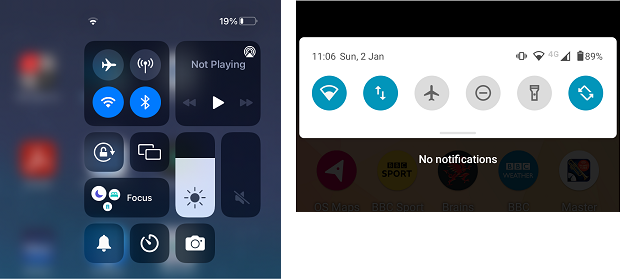 19%
Not Playing
Focus
11:06 Sun, 2 Jan
4G
89%
No notifications
OS Maps
BBC Sport
BBC
SPORT
BBC
WEATHER
BBC